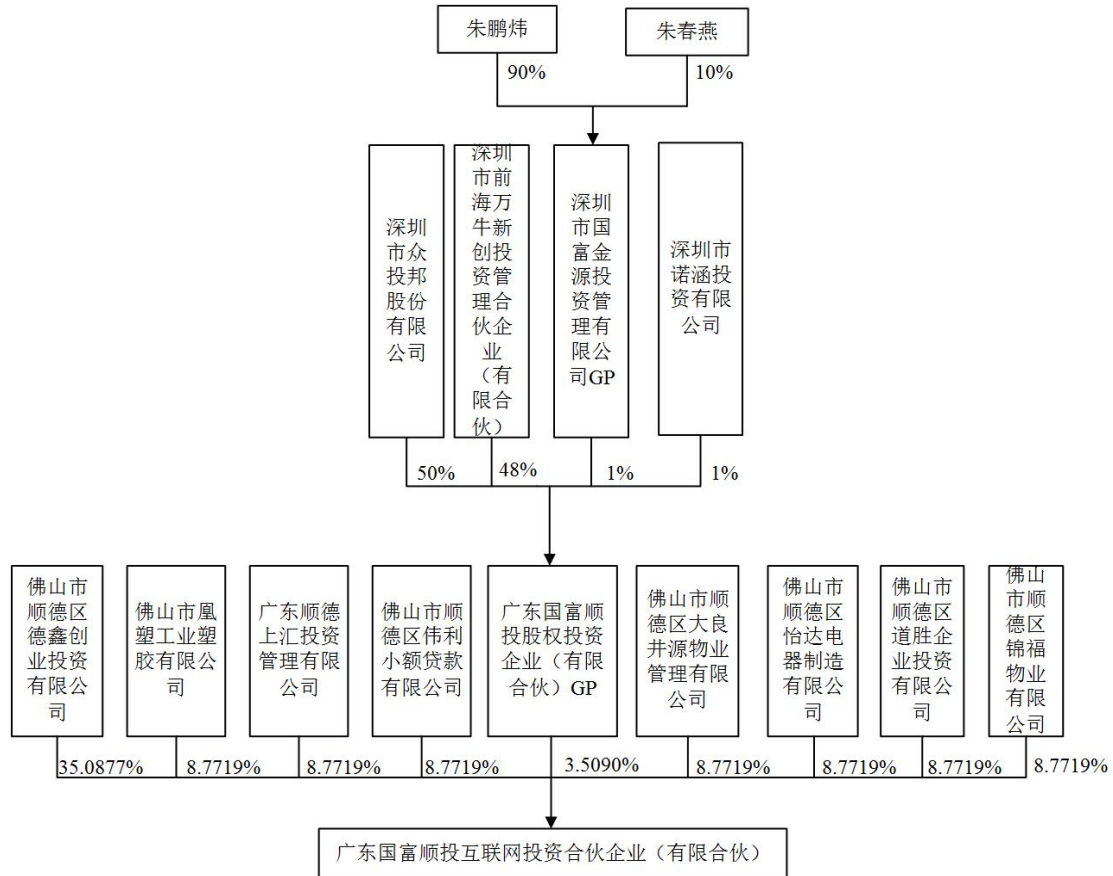 朱鹏炜
朱春燕
90%
10%
深圳
市众
投邦
股份
有限
公司
深圳
市前
海万
牛新
创投
资管
理合
伙企
业
（有
限合
伙）
深圳
市国
富金
源投
资管
理有
限公
司GP
深圳市
诺涵投
资有限
公司
50%
48%
1%
1%
佛山市
顺德区
德鑫创
业投资
有限公
司
佛山市凰
塑工业塑
胶有限公
司
广东顺德
上汇投资
管理有限
公司
佛山市顺
德区伟利
小额贷款
有限公司
广东国富顺
投股权投资
企业（有限
合伙）GP
佛山市顺
德区大良
井源物业
管理有限
公司
佛山市
顺德区
怡达电
器制造
有限公
司
佛山市
顺德区
道胜企
业投资
有限公
司
佛山
市顺
德区
锦福
物业
有限
公司
35.0877%
8.7719%
8.7719%
8.7719%
3.5090%
8.7719%
8.7719%
8.7719%
8.7719%
广东国富顺投互联网投资合伙企业（有限合伙）